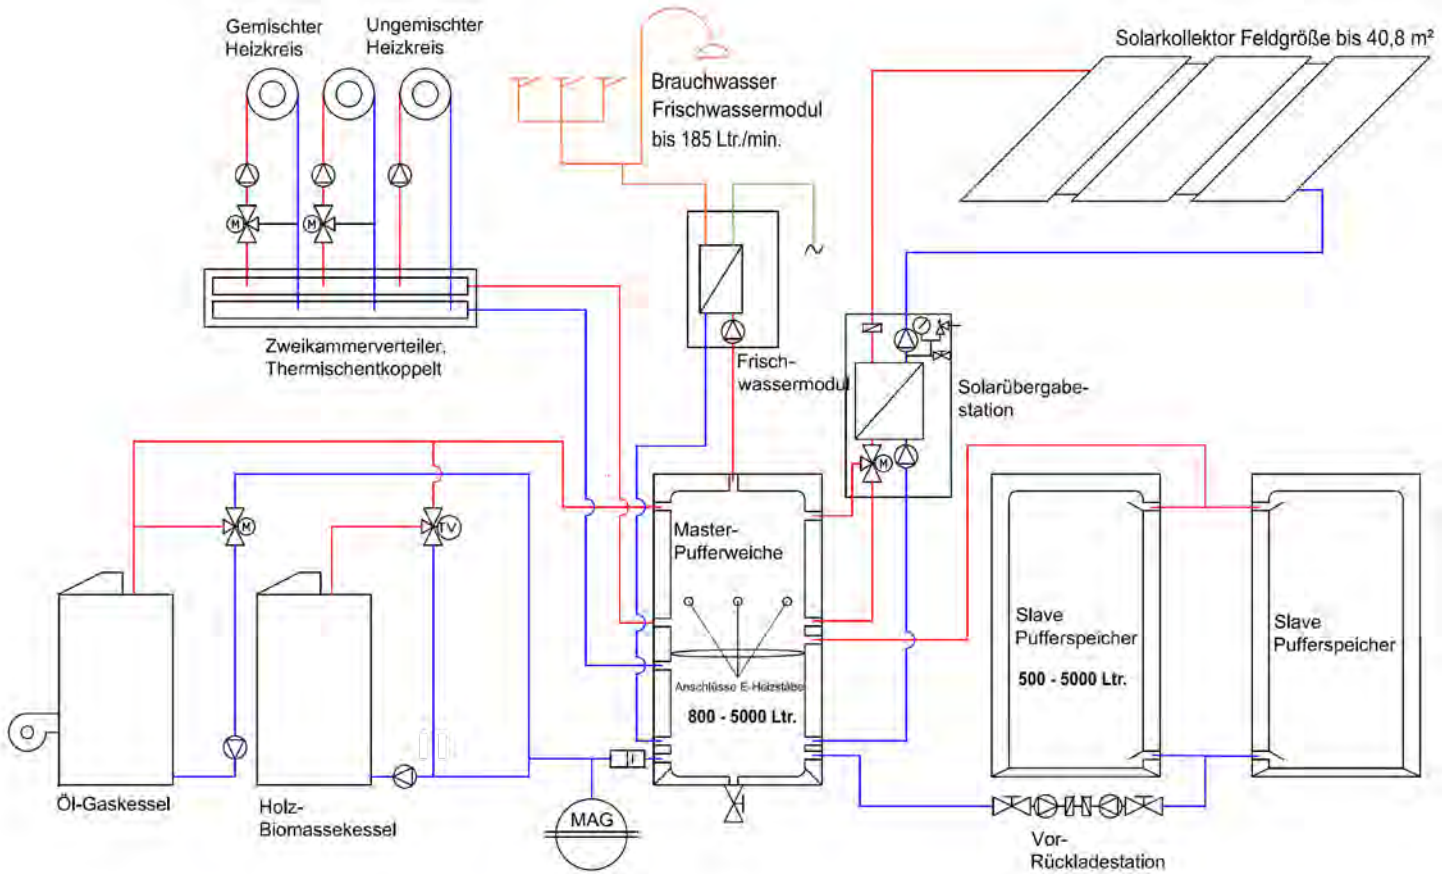 Gemischter
Heizkreis
Ungemischter
Heizkreis
Brauchwasser
Frischwassermodul
bis 185 Ltr./min.
Solarkollektor Feldgröße bis 40,8 m²
M
M
Zweikammerverteiler,
Thermischentkoppelt
Frisch-
wassermodul
Solarübergabe-
station
M
M
TV
Master-
Pufferweiche
Anschlüsse E-Heizstäbe
800 - 5000 Ltr.
Slave
Pufferspeicher
500 - 5000 Ltr.
Slave
Pufferspeicher
Öl-Gaskessel
Holz-
Biomassekessel
MAG
Vor-
Rückladestation